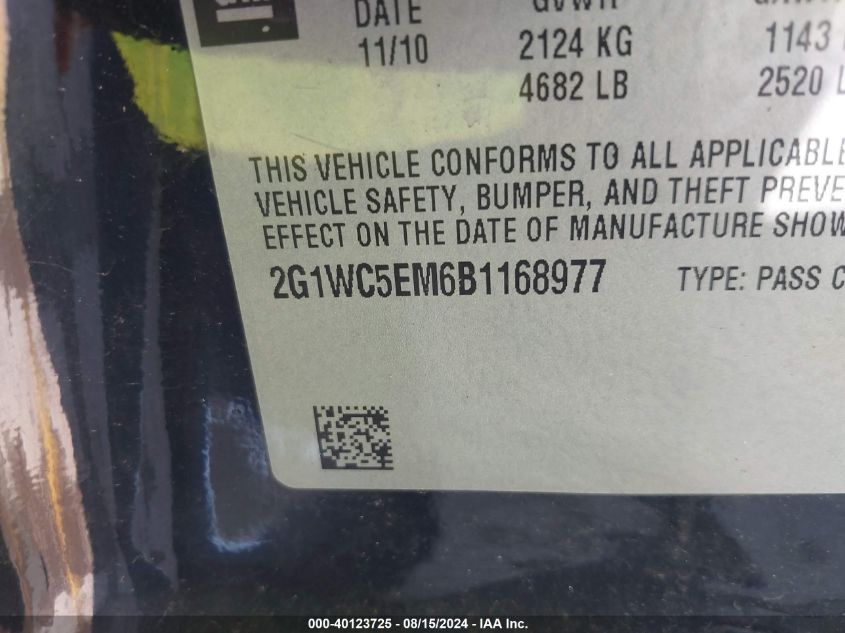 DATE GVWR
11/10 2124 KG 1143
4682 LB 2520 L
THIS VEHICLE CONFORMS TO ALL APPLICABLE
VEHICLE SAFETY, BUMPER, AND THEFT PREVE
EFFECT ON THE DATE OF MANUFACTURE SHOW
2G1WC5EM6B1168977 TYPE: PASS C
000-40123725 - 08/15/2024 - IAA Inc.